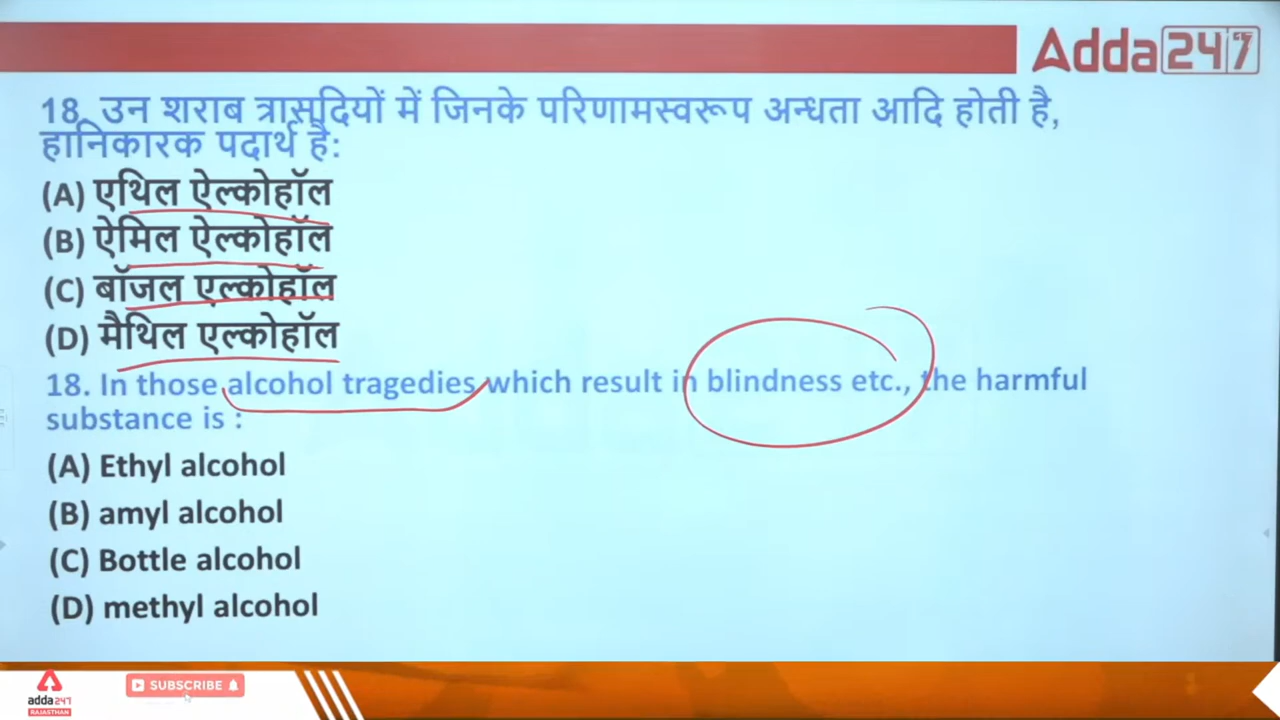 Adda247
18. उन शराब त्रासदियों में जिनके परिणामस्वरूप अन्धता आदि होती है,
हानिकारक पदार्थ है:
(A) एथिल ऐल्कोहॉल
(B) ऐमिल ऐल्कोहॉल
(C) बॉजल एल्कोहॉल
(D) मैथिल एल्कोहॉल
18. In those alcohol tragedies which result in blindness etc., the harmful
substance is :
(A) Ethyl alcohol
(B) amyl alcohol
(C) Bottle alcohol
(D) methyl alcohol
SUBSCRIBE
adda247
RAJASTHAN